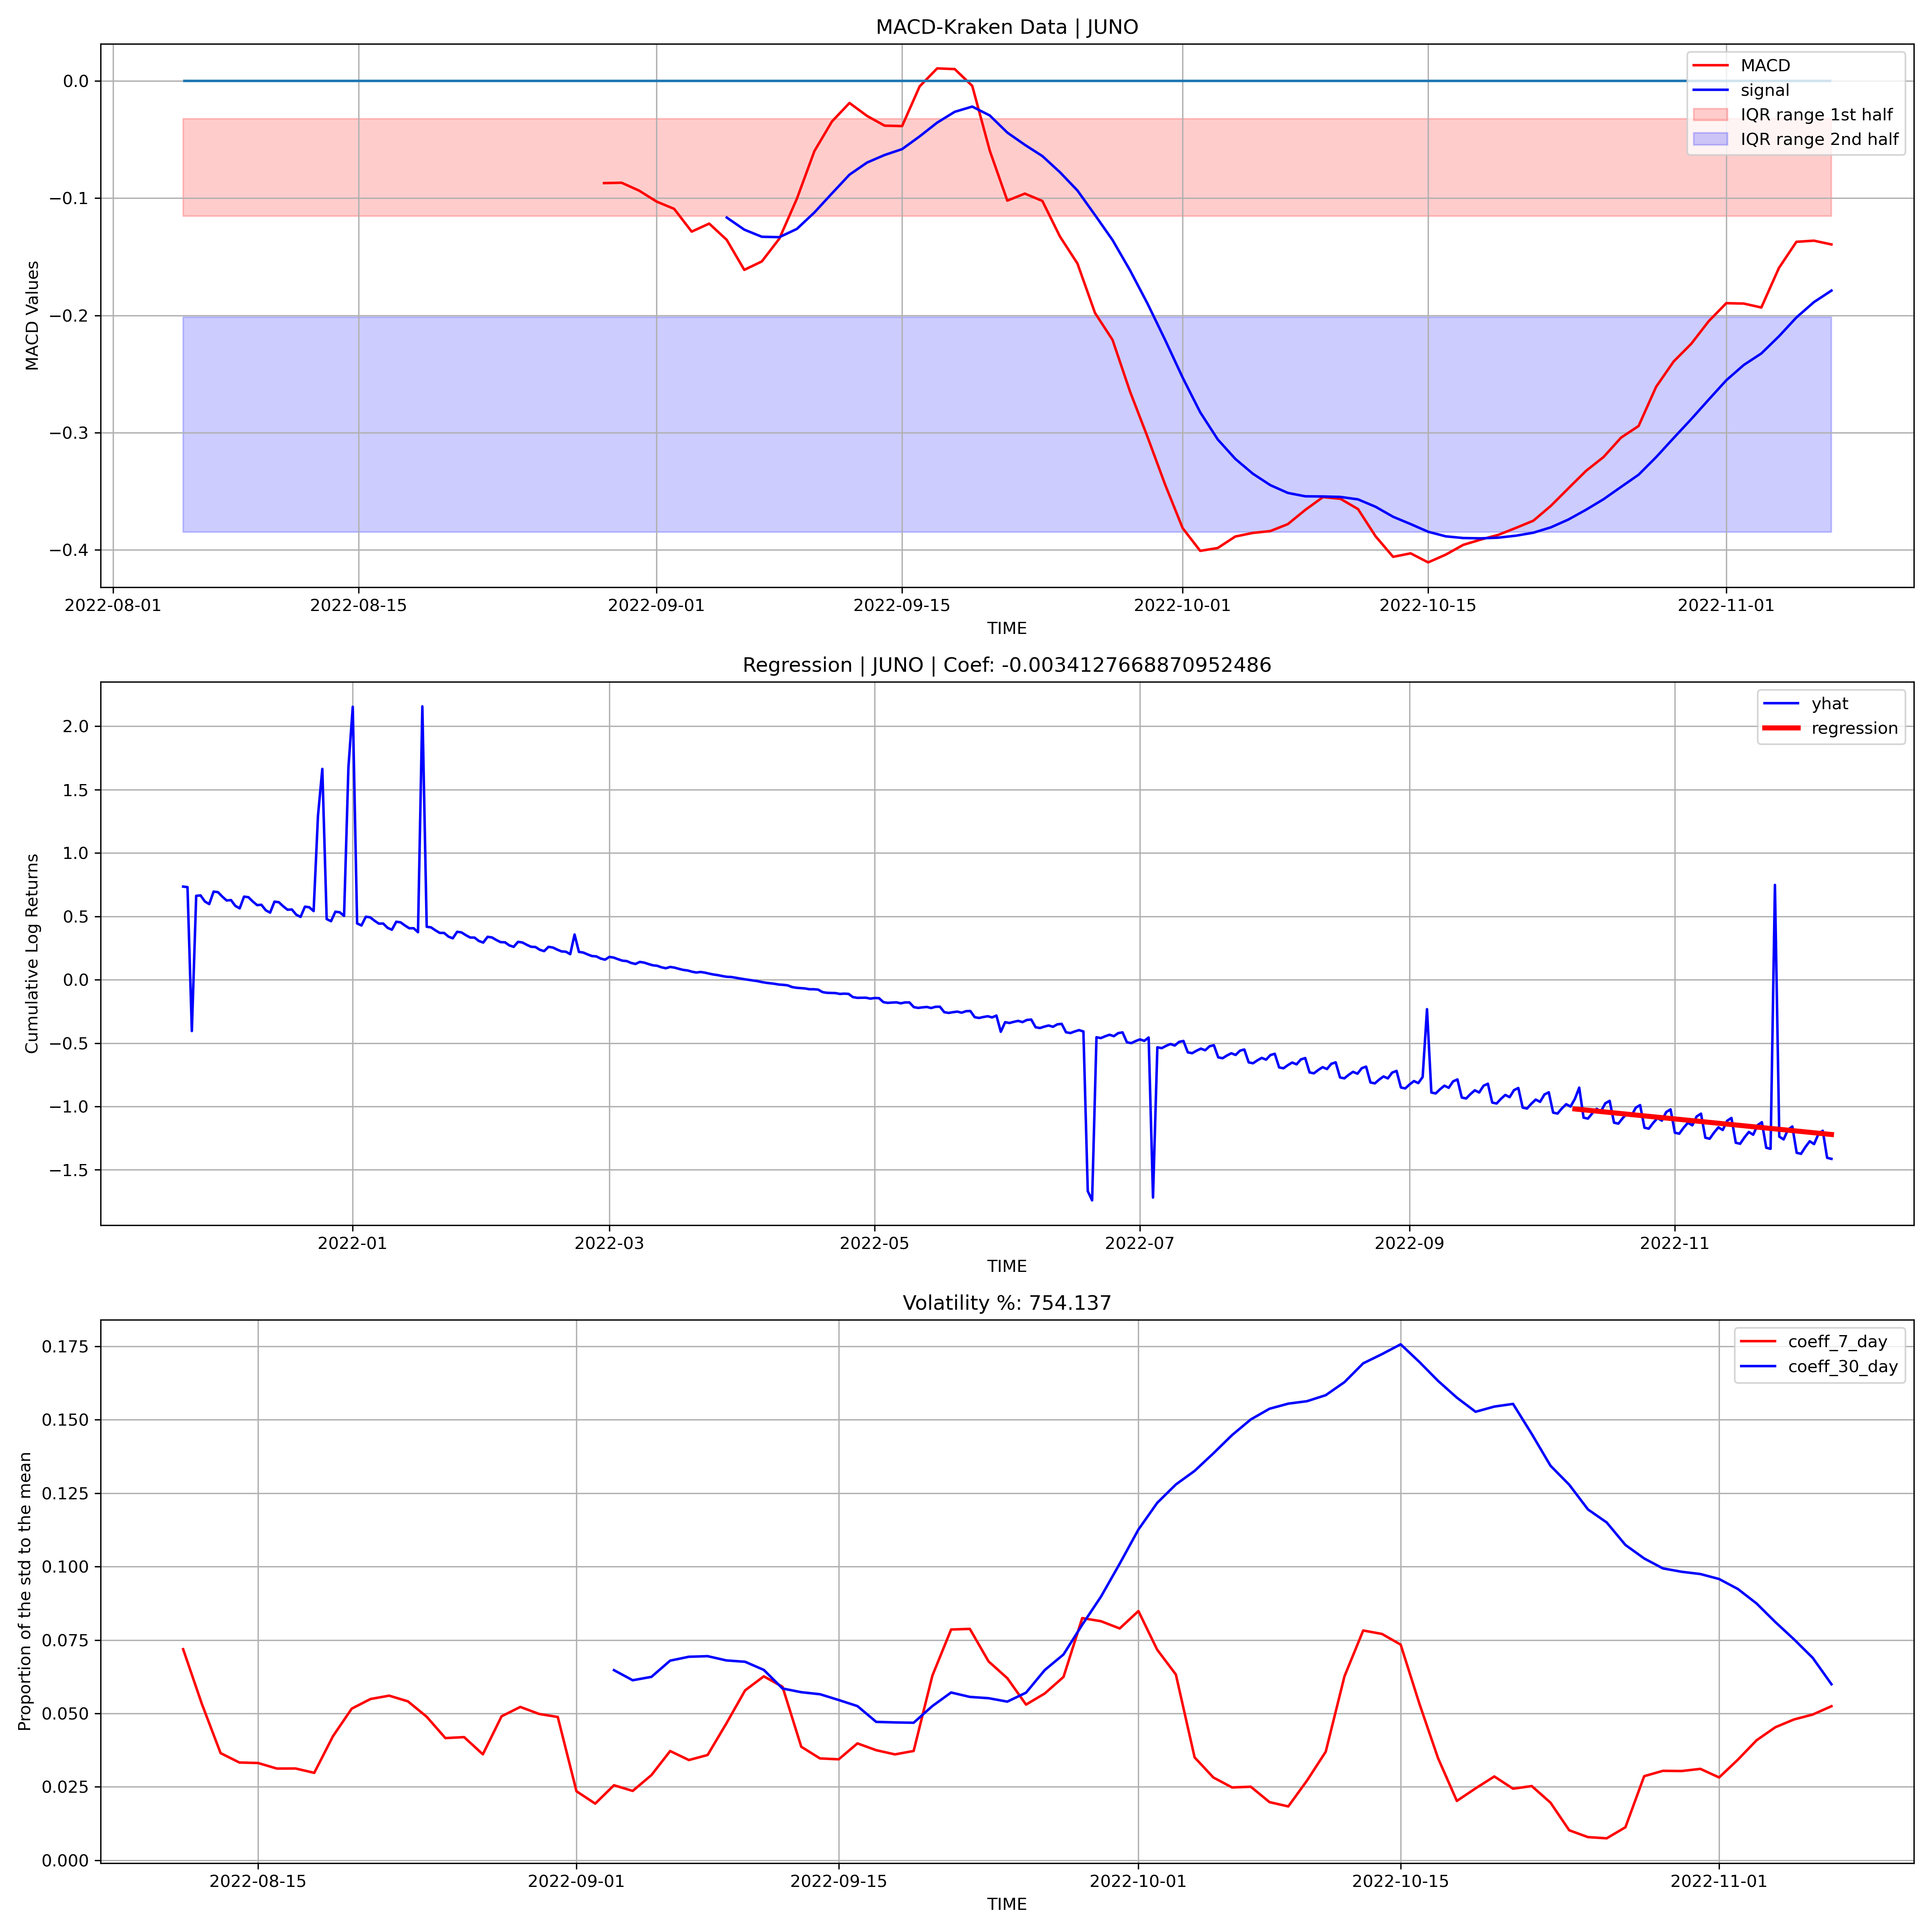 MACD-Kraken Data | JUNO
MACD Values
0.0
−0.1
−0.2
−0.3
−0.4
MACD
signal
IQR range 1st half
IQR range 2nd half
2022-08-01 2022-08-15 2022-09-01 2022-09-15 2022-10-01 2022-10-15 2022-11-01
TIME
Regression | JUNO | Coef: -0.0034127668870952486
Cumulative Log Returns
2.0
1.5
1.0
0.5
0.0
−0.5
−1.0
−1.5
yhat
regression
2022-01 2022-03 2022-05 2022-07 2022-09 2022-11
TIME
Volatility %: 754.137
Proportion of the std to the mean
0.175
0.150
0.125
0.100
0.075
0.050
0.025
0.000
coeff_7_day
coeff_30_day
2022-08-15 2022-09-01 2022-09-15 2022-10-01 2022-10-15 2022-11-01
TIME